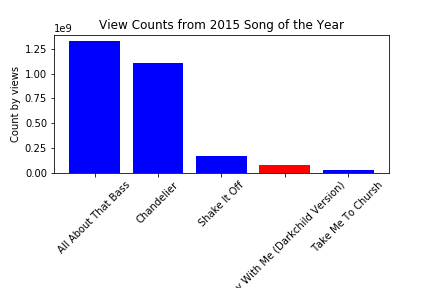 View Counts from 2015 Song of the Year
1e9
Count by views
1.25
1.00
0.75
0.50
0.25
0.00
All About That Bass
Chandelier
Shake It Off
y With Me (Darkchild Version)
Take Me To Chursh